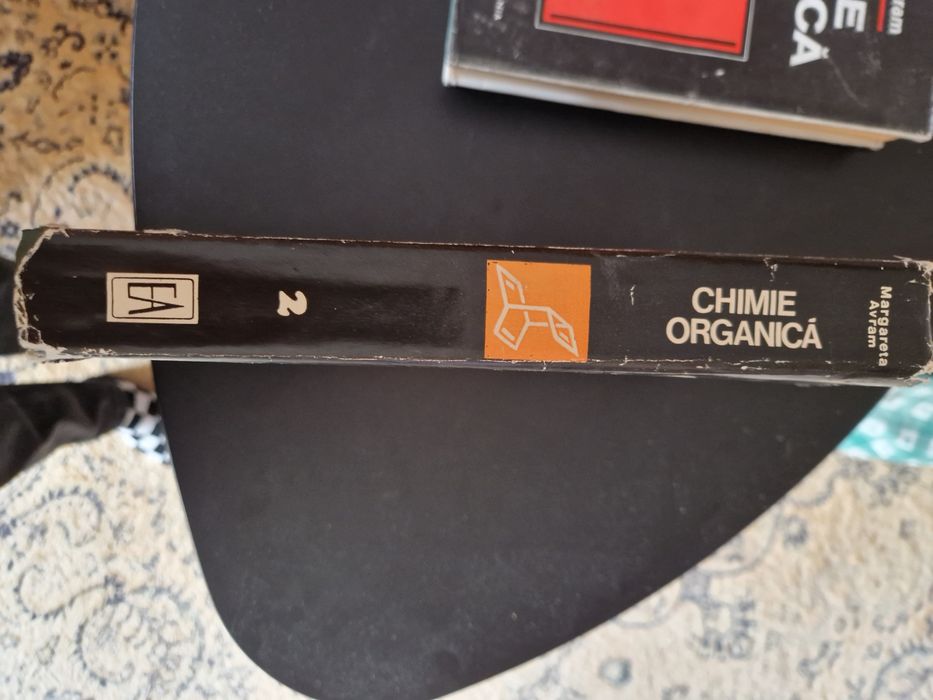 Margareta
Avram
CHIMIE
ORGANICĂ
2
EA